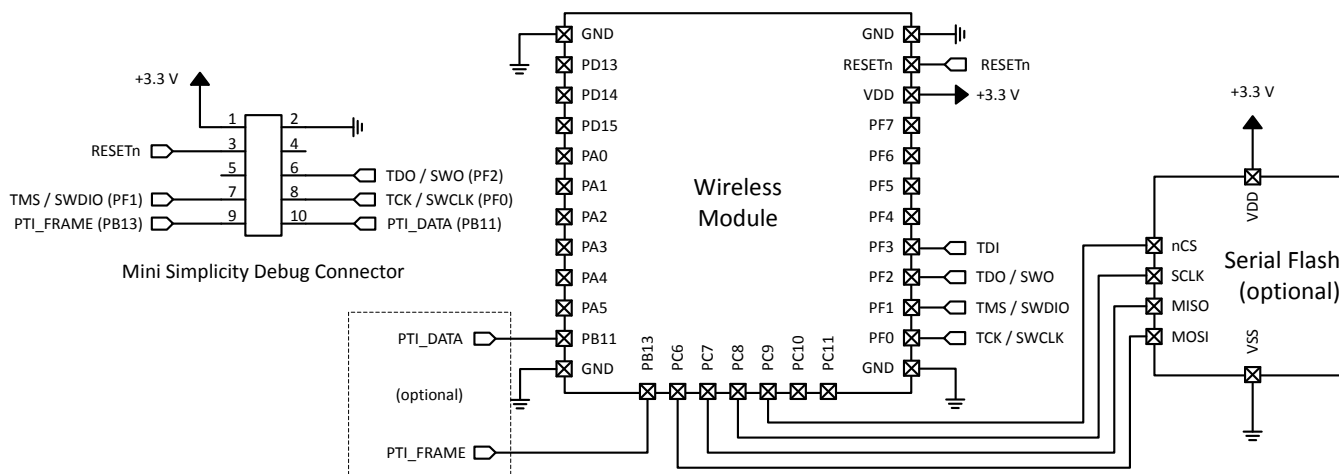 +3.3 V
1 2
RESETn 3 4
5 6 TDO / SWO (PF2)
TMS / SWDIO (PF1) 7 8 TCK / SWCLK (PF0)
PTI_FRAME (PB13) 9 10 PTI_DATA (PB11)
Mini Simplicity Debug Connector
PTI_DATA
(optional)
PTI_FRAME
GND
PD13
PD14
PD15
PA0
PA1
PA2
PA3
PA4
PA5
PB11
GND
Wireless
Module
PB13
PC6
PC7
PC8
PC9
PC10
PC11
GND
RESETn RESETn
VDD +3.3 V
PF7
PF6
PF5
PF4
PF3 TDI
PF2 TDO / SWO
PF1 TMS / SWDIO
PF0 TCK / SWCLK
GND
+3.3 V
VDD
nCS
SCLK
MISO
MOSI
Serial Flash
(optional)
VSS